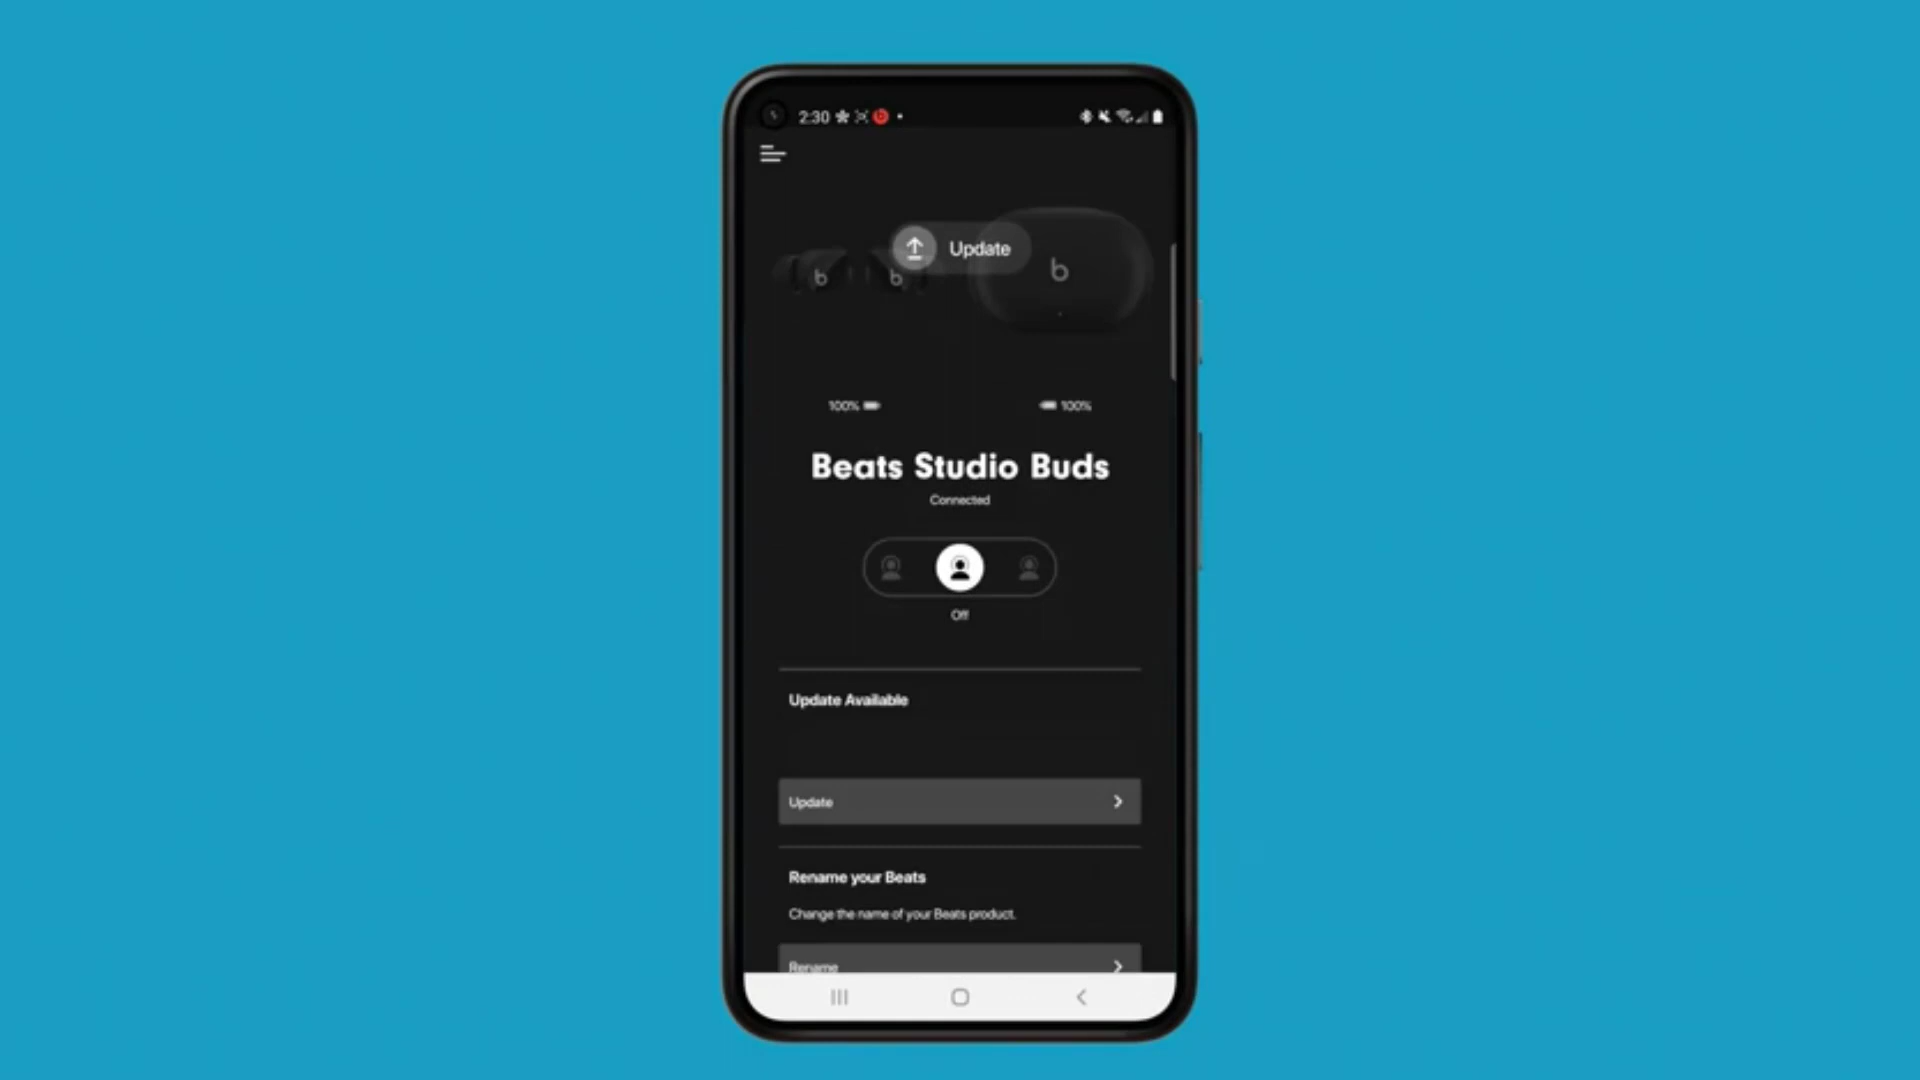 2:30
Update
b b b
100% 100%
Beats Studio Buds
Connected
Off
Update Available
Update
Rename your Beats
Change the name of your Beats product.
Rename